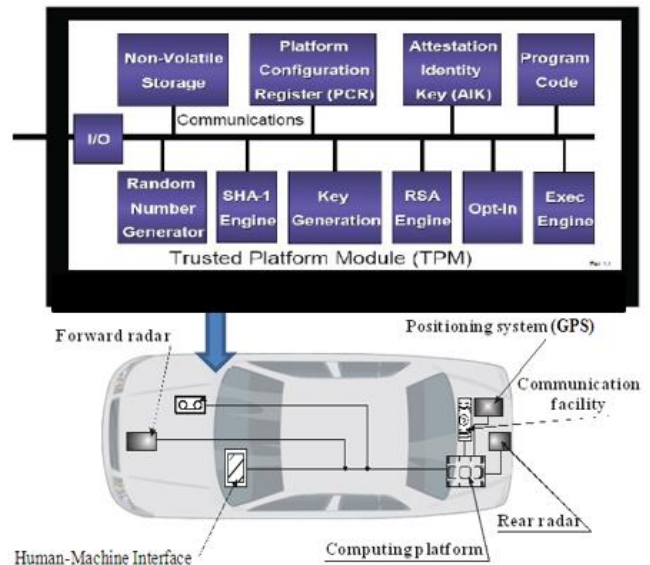 Non-Volatile
Storage
Platform
Configuration
Register (PCR)
Attestation
Identity
Key (AIK)
Program
Code
Communications
I/O
Random
Number
Generator
SHA-1
Engine
Key
Generation
RSA
Engine
Opt-In
Exec
Engine
Trusted Platform Module (TPM)
Forward radar
Positioning system (GPS)
Communication
facility
Rear radar
Computing platform
Human-Machine Interface